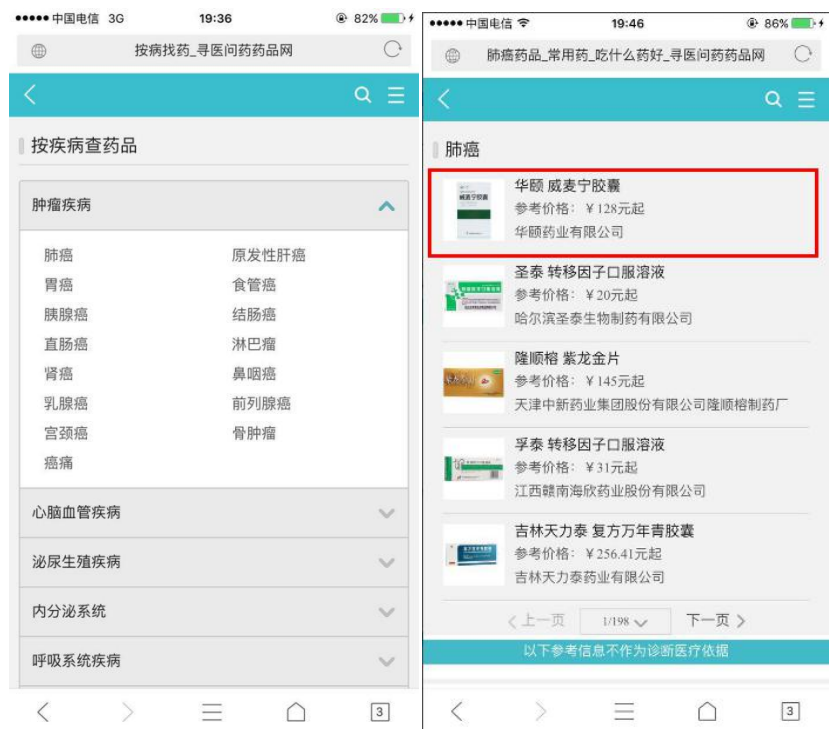 中国电信 3G 19:36 82%
按病找药_寻医问药药品网
按疾病查药品
肿瘤疾病
肺癌 原发性肝癌
胃癌 食管癌
胰腺癌 结肠癌
直肠癌 淋巴瘤
肾癌 鼻咽癌
乳腺癌 前列腺癌
宫颈癌 骨肿瘤
癌痛
心脑血管疾病
泌尿生殖疾病
内分泌系统
呼吸系统疾病
3
中国电信 19:46 86%
肺癌药品_常用药_吃什么药好_寻医问药药品网
肺癌
威麦宁胶囊
华颐 威麦宁胶囊
参考价格：￥128元起
华颐药业有限公司
圣泰 转移因子口服溶液
参考价格：￥20元起
哈尔滨圣泰生物制药有限公司
隆顺榕 紫龙金片
参考价格：￥145元起
天津中新药业集团股份有限公司隆顺榕制药厂
孚泰 转移因子口服溶液
参考价格：￥31元起
江西赣南海欣药业股份有限公司
吉林天力泰 复方万年青胶囊
参考价格：￥256.41元起
吉林天力泰药业有限公司
上一页 1/198 下一页
以下参考信息不作为诊断医疗依据
3